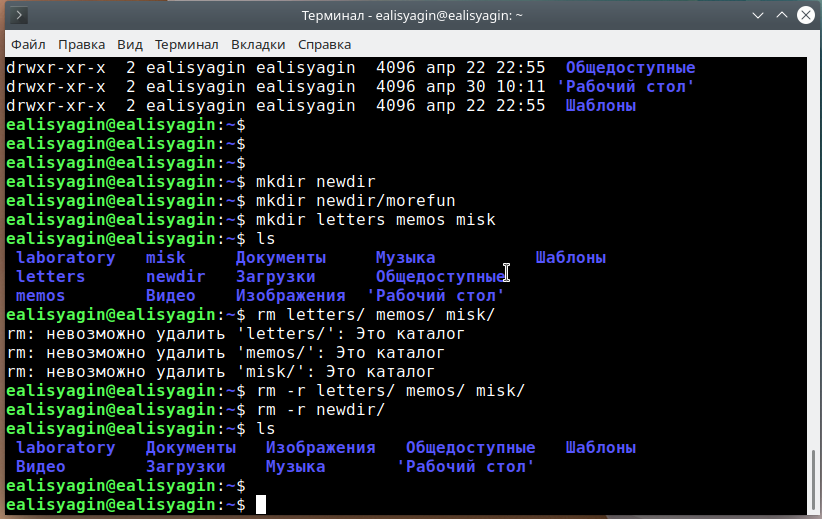 Терминал - ealisyagin@ealisyagin: ~
Файл Правка Вид Терминал Вкладки Справка
drwxr-xr-x 2 ealisyagin ealisyagin 4096 апр 22 22:55 Общедоступные
drwxr-xr-x 2 ealisyagin ealisyagin 4096 апр 30 10:11 'Рабочий стол'
drwxr-xr-x 2 ealisyagin ealisyagin 4096 апр 22 22:55 Шаблоны
ealisyagin@ealisyagin:~$
ealisyagin@ealisyagin:~$
ealisyagin@ealisyagin:~$
ealisyagin@ealisyagin:~$ mkdir newdir
ealisyagin@ealisyagin:~$ mkdir newdir/morefun
ealisyagin@ealisyagin:~$ mkdir letters memos misk
ealisyagin@ealisyagin:~$ ls
laboratory misk Документы Музыка Шаблоны
letters newdir Загрузки Общедоступные
memos Видео Изображения 'Рабочий стол'
ealisyagin@ealisyagin:~$ rm letters/ memos/ misk/
rm: невозможно удалить 'letters/': Это каталог
rm: невозможно удалить 'memos/': Это каталог
rm: невозможно удалить 'misk/': Это каталог
ealisyagin@ealisyagin:~$ rm -r letters/ memos/ misk/
ealisyagin@ealisyagin:~$ rm -r newdir/
ealisyagin@ealisyagin:~$ ls
laboratory Документы Изображения Общедоступные Шаблоны
Видео Загрузки Музыка 'Рабочий стол'
ealisyagin@ealisyagin:~$
ealisyagin@ealisyagin:~$